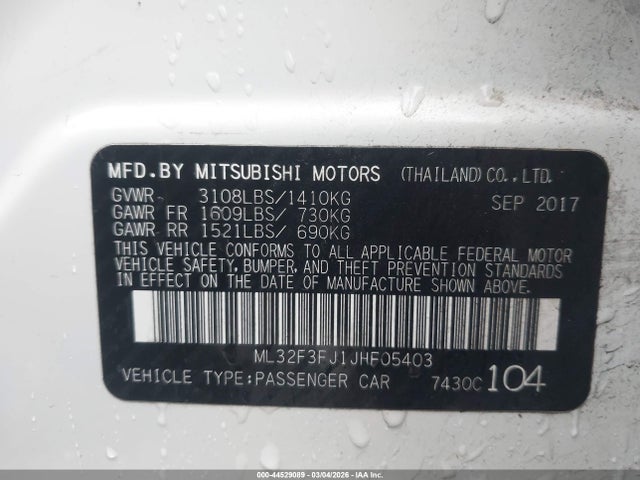 MFD.BY MITSUBISHI MOTORS (THAILAND) CO.,LTD.
GVWR 3108LBS/1410KG SEP 2017
GAWR FR 1609LBS/ 730KG
GAWR RR 1521LBS/ 690KG
THIS VEHICLE CONFORMS TO ALL APPLICABLE FEDERAL MOTOR
VEHICLE SAFETY, BUMPER, AND THEFT PREVENTION STANDARDS
IN EFFECT ON THE DATE OF MANUFACTURE SHOWN ABOVE.
ML32F3FJ1JHF05403
VEHICLE TYPE:PASSENGER CAR 7430C 104
000-44529089 - 03/04/2026 - IAA Inc.